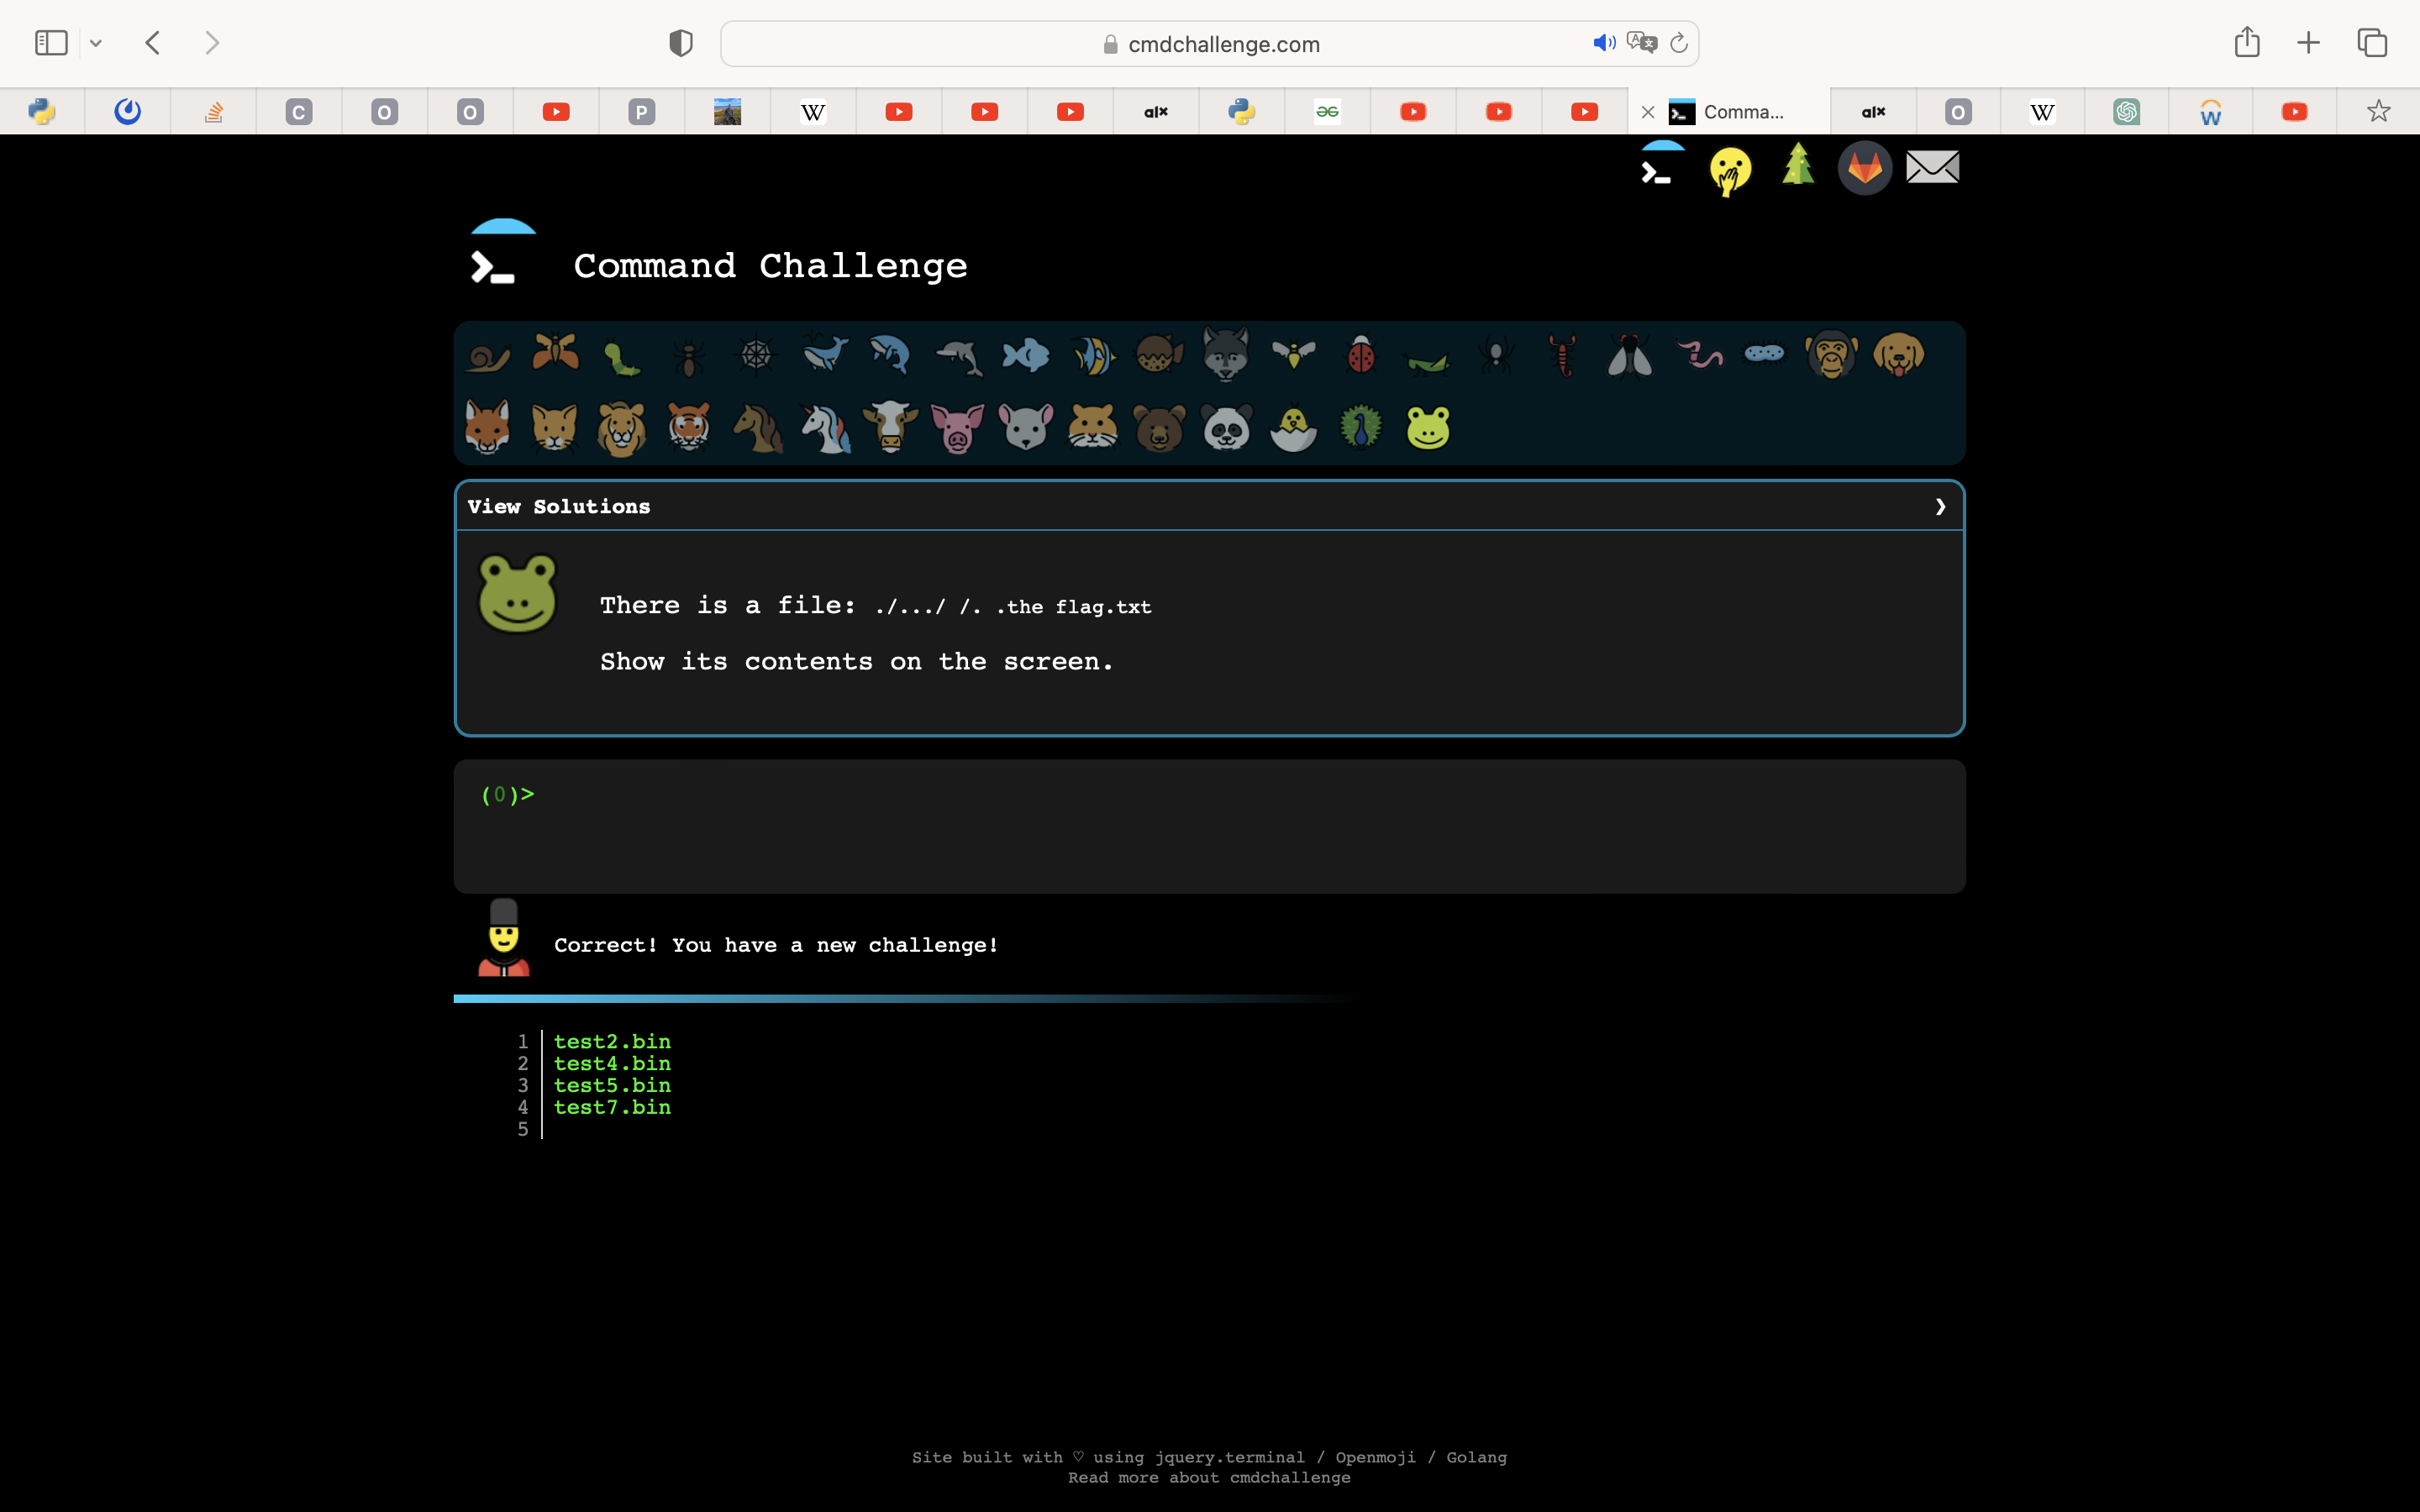 cmdchallenge.com
C
O
O
P
W
alx
Comma...
alx
O
W
W
Command Challenge
View Solutions
There is a file: ./.../ /. .the flag.txt
Show its contents on the screen.
(0)>
Correct! You have a new challenge!
1 test2.bin
2 test4.bin
3 test5.bin
4 test7.bin
5
Site built with ♡ using jquery.terminal / Openmoji / Golang
Read more about cmdchallenge